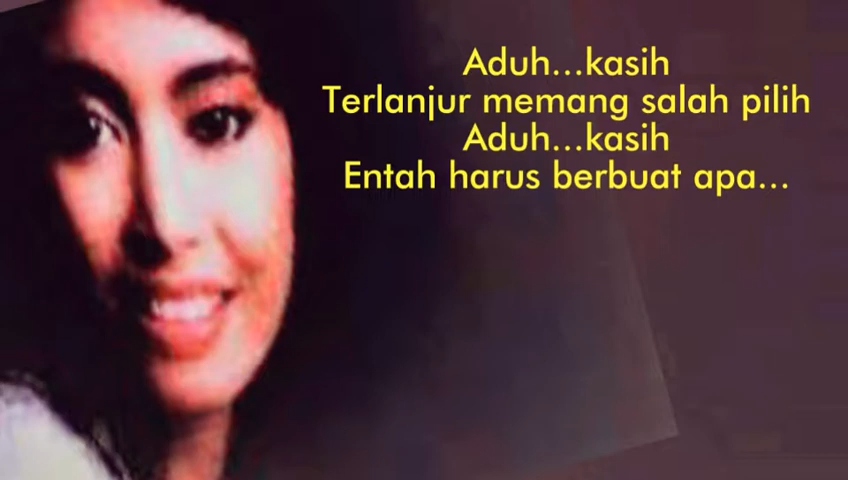 Aduh...kasih
Terlanjur memang salah pilih
Aduh...kasih
Entah harus berbuat apa...